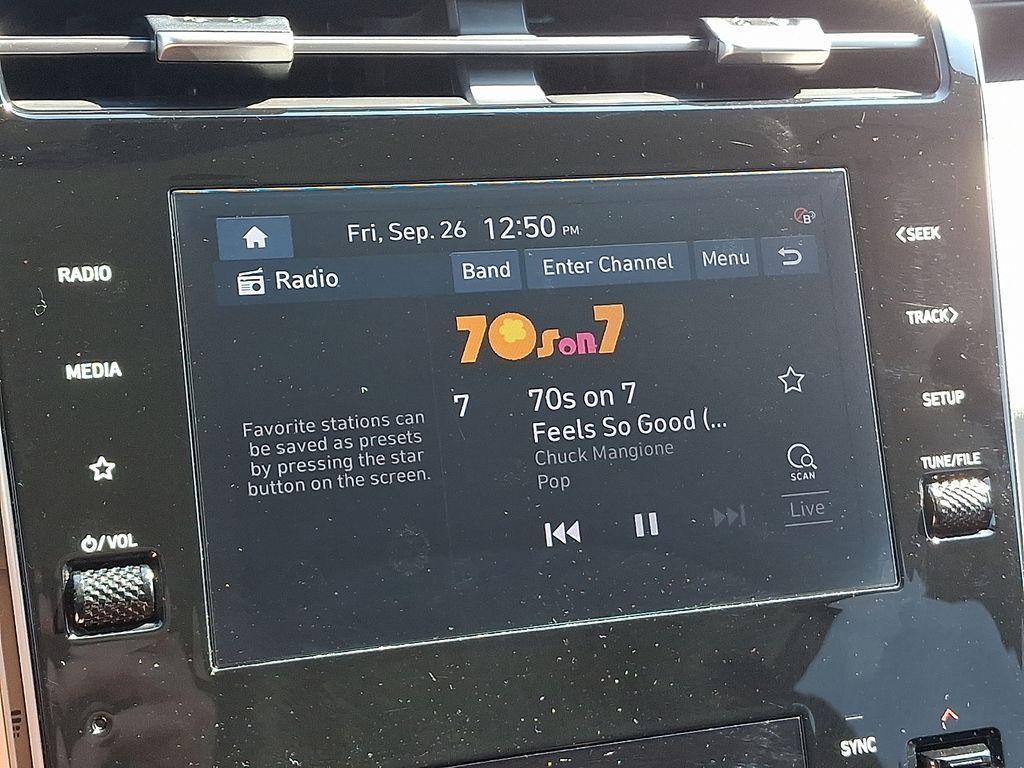 Fri, Sep. 26 12:50 PM
B
Radio
Band
Enter Channel
Menu
70s on 7
7
70s on 7
Feels So Good (...
Chuck Mangione
Pop
Favorite stations can
be saved as presets
by pressing the star
button on the screen.
SCAN
Live
RADIO
MEDIA
VOL
<SEEK
TRACK>
SETUP
TUNE/FILE
SYNC